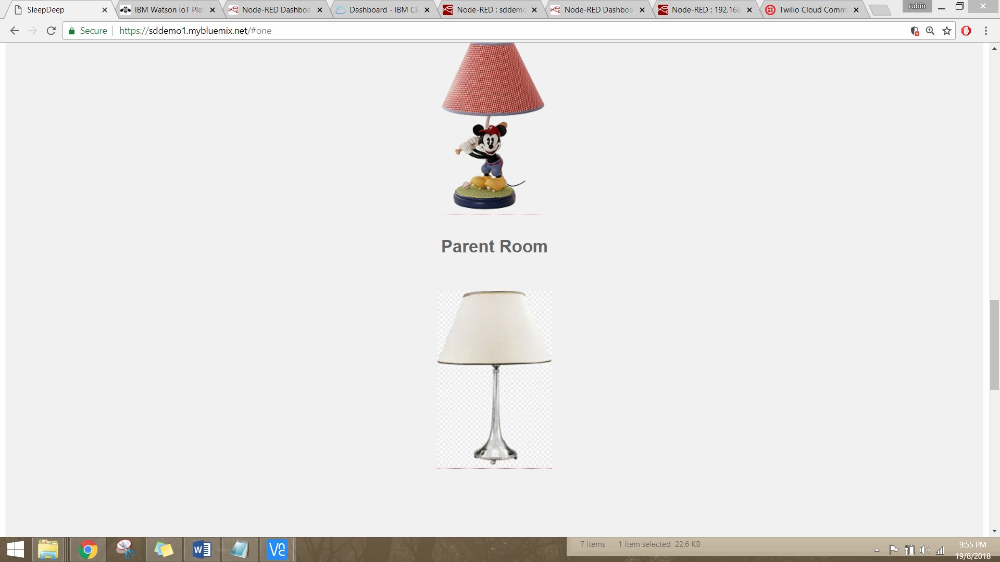 SleepDeep
IBM Watson IoT Pla
Node-RED Dashboa
Dashboard - IBM Cl
Node-RED : sddemo
Node-RED Dashboa
Node-RED : 192.168
Twilio Cloud Comm
rubin
Secure
https://sddemo1.mybluemix.net/#one
Parent Room
7 items 1 item selected 22.6 KB
9:55 PM
19/8/2018